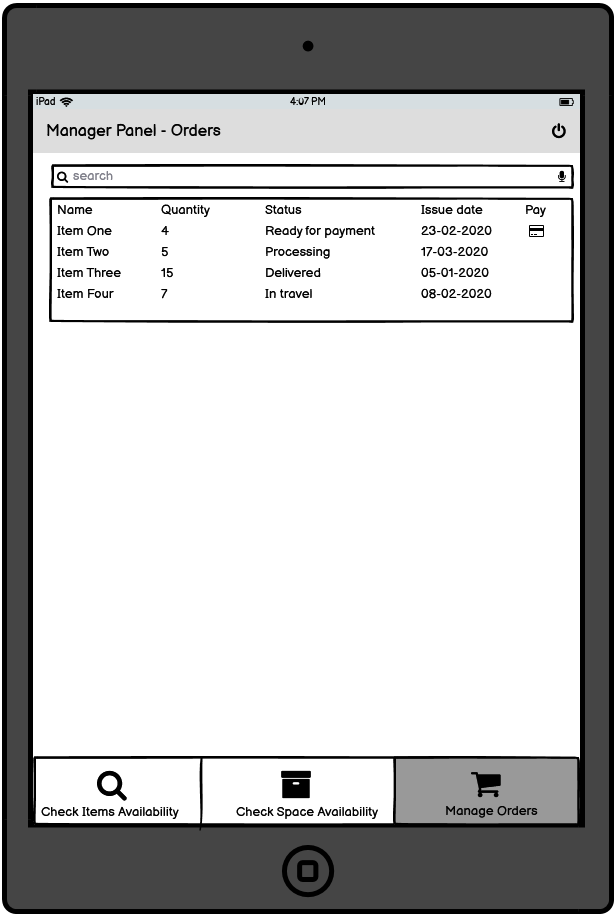 iPad 4:07 PM
Manager Panel - Orders
search
Name Quantity Status Issue date Pay
Item One 4 Ready for payment 23-02-2020
Item Two 5 Processing 17-03-2020
Item Three 15 Delivered 05-01-2020
Item Four 7 In travel 08-02-2020
Check Items Availability Check Space Availability Manage Orders